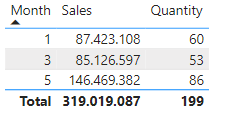 Month Sales Quantity
1 87.423.108 60
3 85.126.597 53
5 146.469.382 86
Total 319.019.087 199